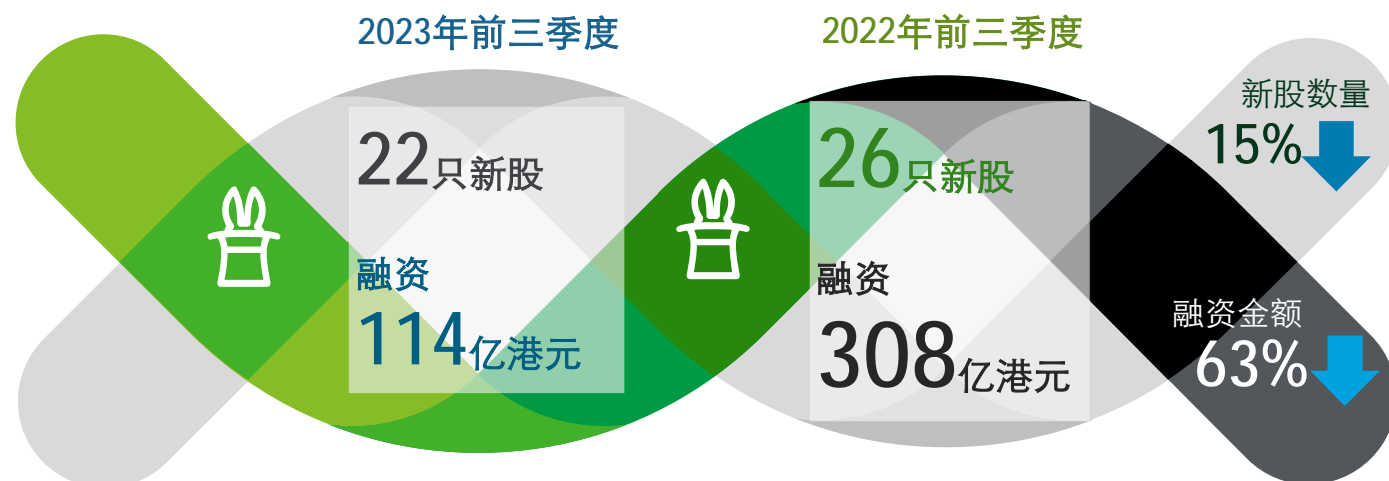 2023年前三季度
22只新股
融资
114亿港元
2022年前三季度
26只新股
融资
308亿港元
新股数量
15%
融资金额
63%